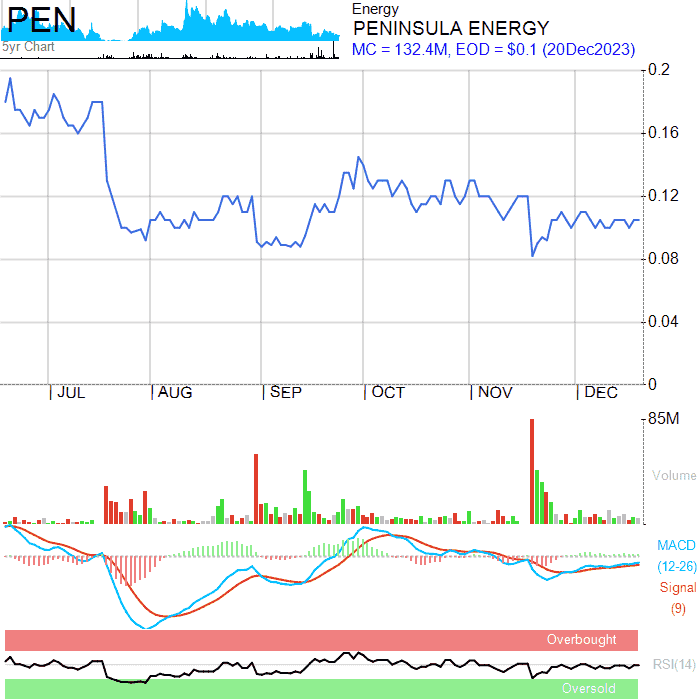 PEN
5yr Chart
Energy
PENINSULA ENERGY
MC = 132.4M, EOD = $0.1 (20Dec2023)
0.2
0.16
0.12
0.08
0.04
0
JUL AUG SEP OCT NOV DEC
85M
Volume
MACD
(12-26)
Signal
(9)
Overbought
RSI(14)
Oversold